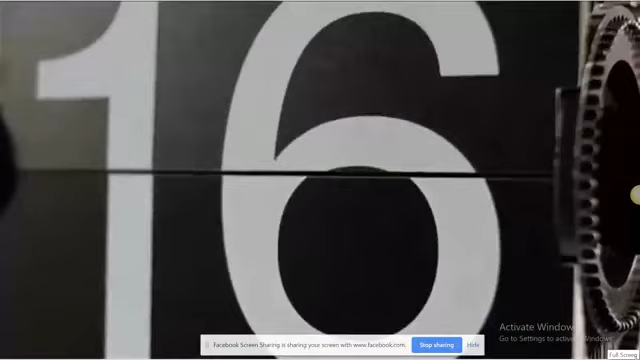 16
Activate Windows
Go to Settings to activate Windows.
Facebook Screen Sharing is sharing your screen with www.facebook.com.
Stop sharing
Hide
Full Screen